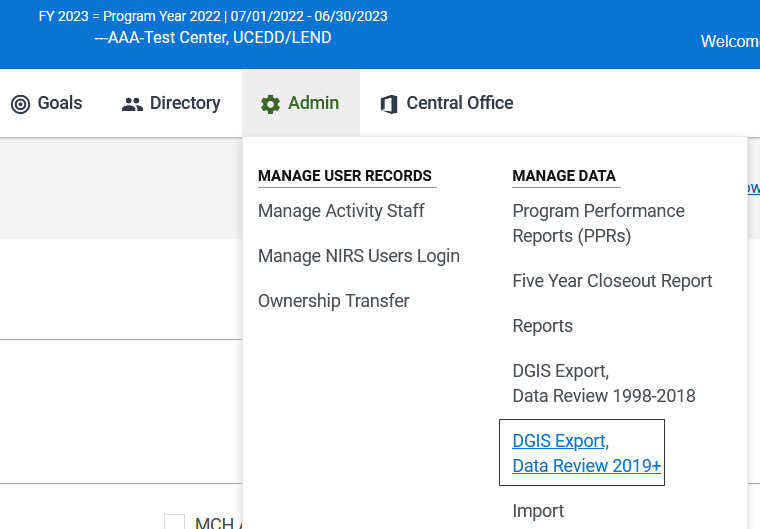 FY 2023 = Program Year 2022 | 07/01/2022 - 06/30/2023
---AAA-Test Center, UCEDD/LEND
Goals
Directory
Admin
Central Office
MANAGE USER RECORDS
Manage Activity Staff
Manage NIRS Users Login
Ownership Transfer
MANAGE DATA
Program Performance
Reports (PPRs)
Five Year Closeout Report
Reports
DGIS Export,
Data Review 1998-2018
DGIS Export,
Data Review 2019+
Import
MCH